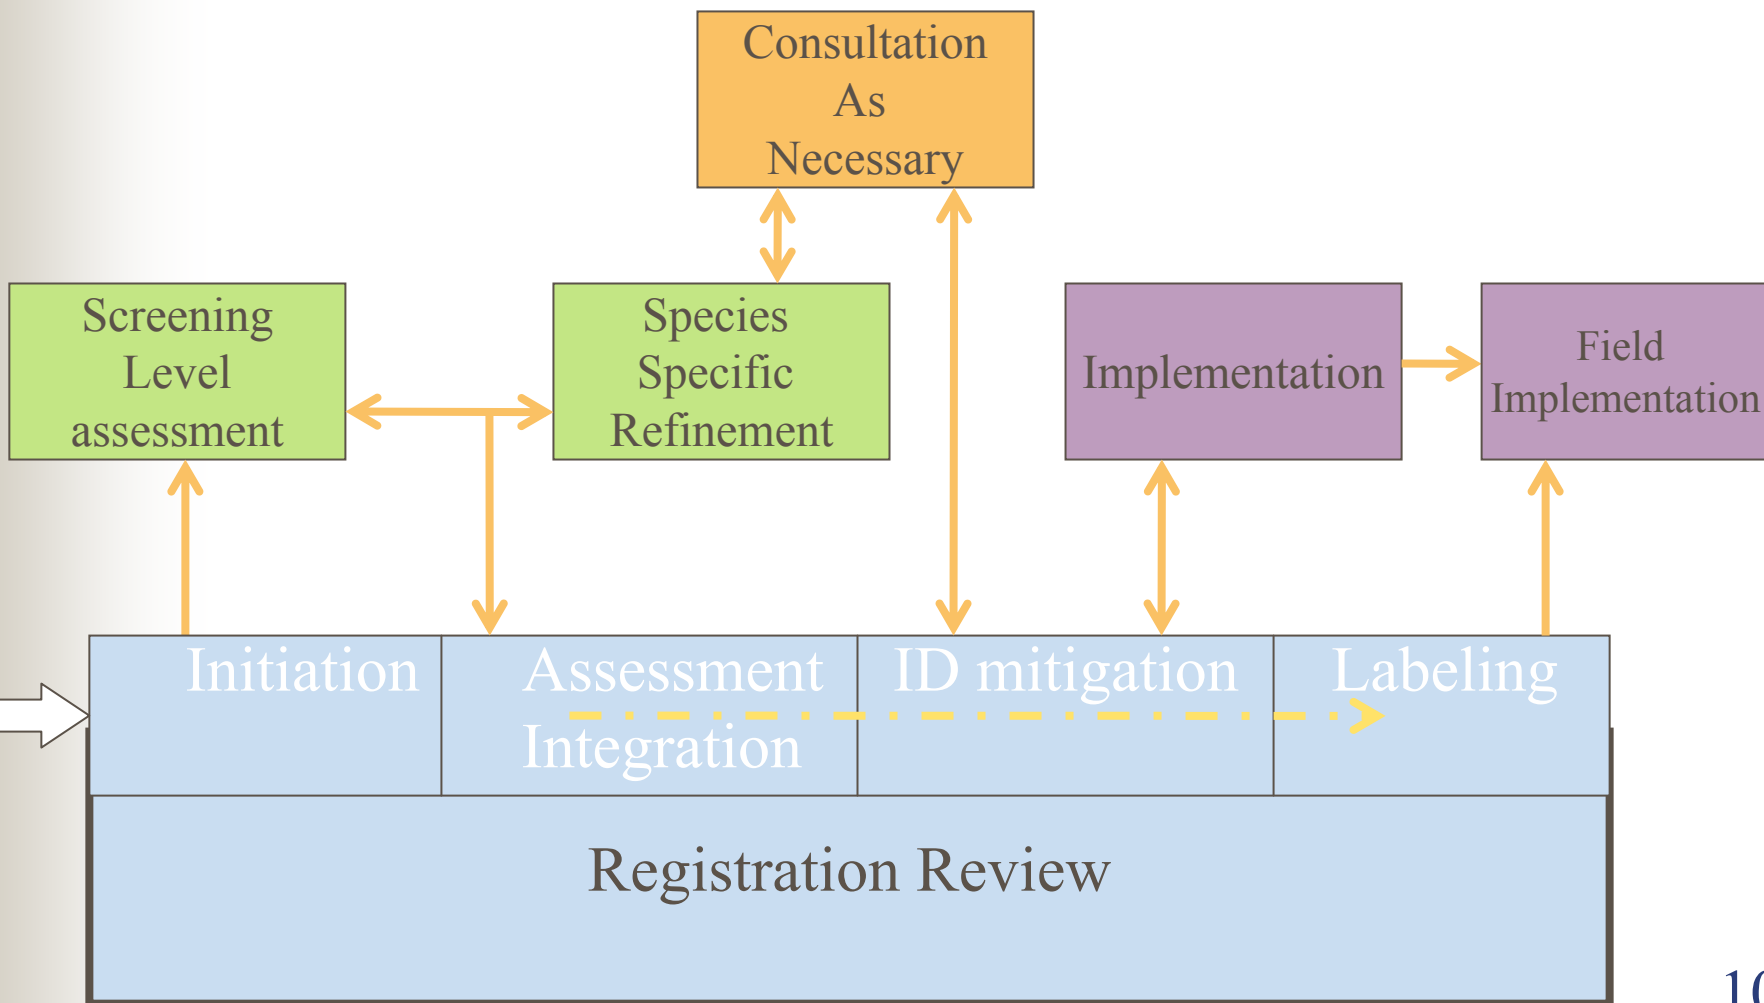 Consultation
As
Necessary
Screening
Level
assessment
Species
Specific
Refinement
Implementation
Field
Implementation
Initiation
Assessment
Integration
ID mitigation
Labeling
Registration Review